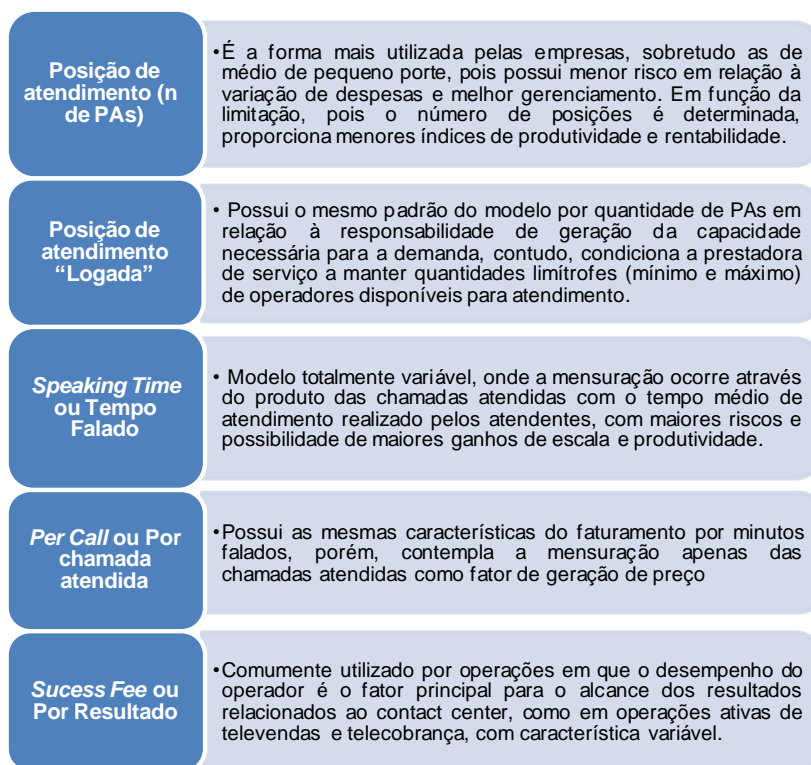 Posição de
atendimento (n
de PAs)
•É a forma mais utilizada pelas empresas, sobretudo as de
médio de pequeno porte, pois possui menor risco em relação à
variação de despesas e melhor gerenciamento. Em função da
limitação, pois o número de posições é determinada,
proporciona menores índices de produtividade e rentabilidade.
Posição de
atendimento
“Logada”
• Possui o mesmo padrão do modelo por quantidade de PAs em
relação à responsabilidade de geração da capacidade
necessária para a demanda, contudo, condiciona a prestadora
de serviço a manter quantidades limítrofes (mínimo e máximo)
de operadores disponíveis para atendimento.
Speaking Time
ou Tempo
Falado
• Modelo totalmente variável, onde a mensuração ocorre através
do produto das chamadas atendidas com o tempo médio de
atendimento realizado pelos atendentes, com maiores riscos e
possibilidade de maiores ganhos de escala e produtividade.
Per Call ou Por
chamada
atendida
•Possui as mesmas características do faturamento por minutos
falados, porém, contempla a mensuração apenas das
chamadas atendidas como fator de geração de preço
Sucess Fee ou
Por Resultado
•Comumente utilizado por operações em que o desempenho do
operador é o fator principal para o alcance dos resultados
relacionados ao contact center, como em operações ativas de
televendas e telecobrança, com característica variável.